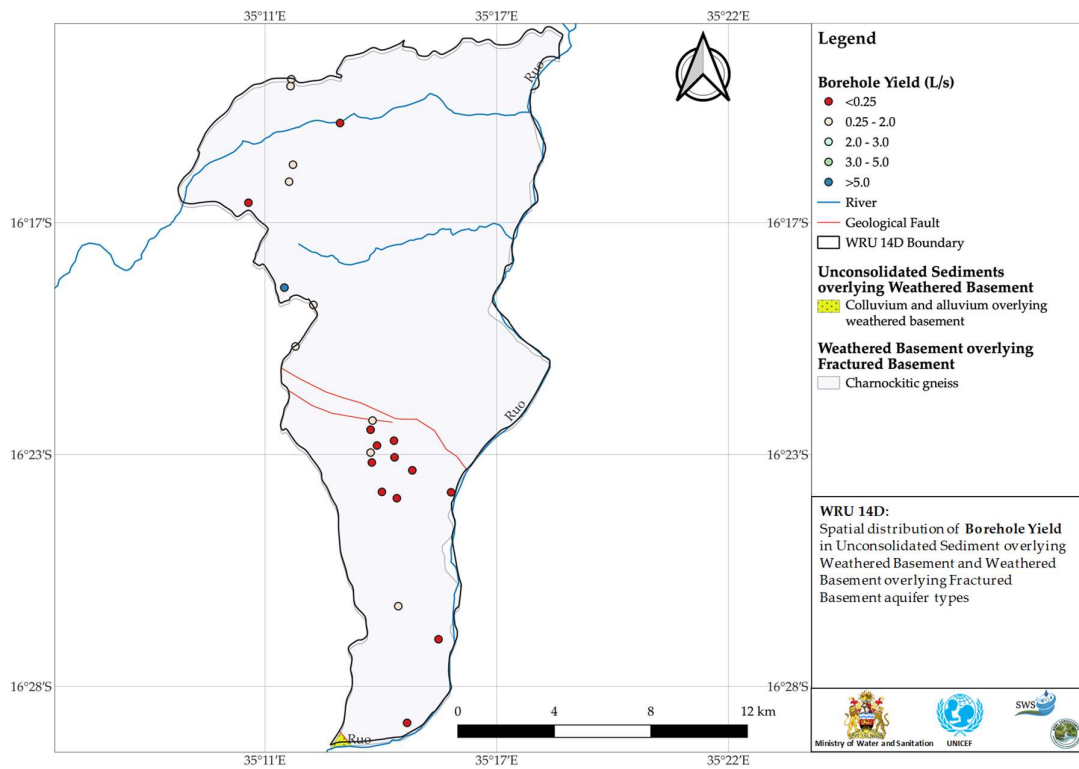 35°11′E
35°17′E
35°22′E
Ruo
16°17′S
16°17′S
Ruo
16°23′S
16°23′S
16°28′S
16°28′S
0
4
8
12 km
Ruo
35°11′E
35°17′E
35°22′E
Legend
Borehole Yield (L/s)
<0.25
0.25 - 2.0
2.0 - 3.0
3.0 - 5.0
>5.0
River
Geological Fault
WRU 14D Boundary
Unconsolidated Sediments
overlying Weathered Basement
Colluvium and alluvium overlying
weathered basement
Weathered Basement overlying
Fractured Basement
Charnockitic gneiss
WRU 14D:
Spatial distribution of Borehole Yield
in Unconsolidated Sediment overlying
Weathered Basement and Weathered
Basement overlying Fractured
Basement aquifer types
SWS
Ministry of Water and Sanitation
UNICEF